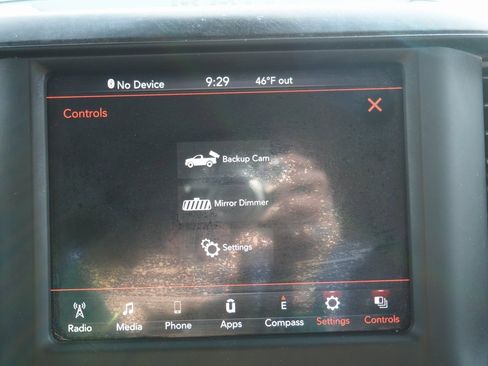 No Device 9:29 46°F out
Controls
Backup Cam
Mirror Dimmer
Settings
E
Radio Media Phone Apps Compass Settings Controls